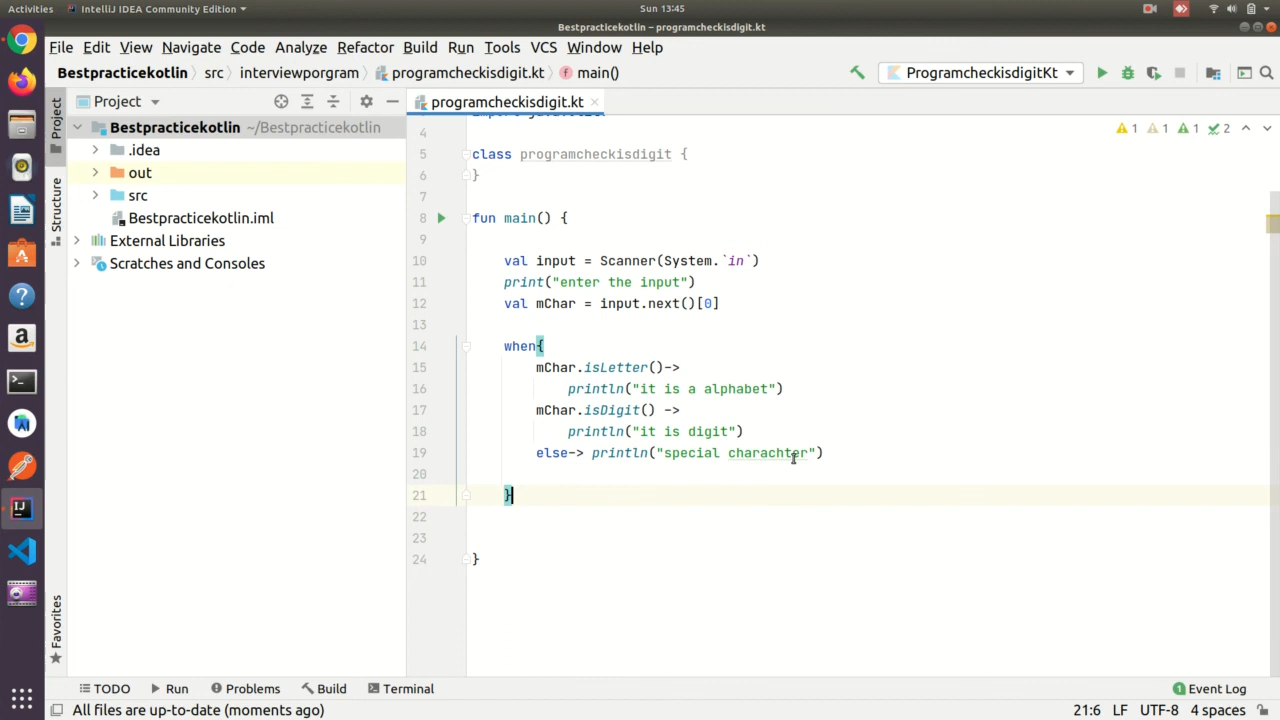 Activities IntelliJ IDEA Community Edition Sun 13:45
Bestpracticekotlin – programcheckisdigit.kt
File Edit View Navigate Code Analyze Refactor Build Run Tools VCS Window Help
Bestpracticekotlin src interviewporgram programcheckisdigit.kt main() ProgramcheckisdigitKt
Project programcheckisdigit.kt
Project
Structure
Favorites
Bestpracticekotlin ~/Bestpracticekotlin
.idea
out
src
Bestpracticekotlin.iml
External Libraries
Scratches and Consoles
1 1 1 2
4
5 class programcheckisdigit {
6 }
7
8 fun main() {
9
10 val input = Scanner(System.`in`)
11 print("enter the input")
12 val mChar = input.next()[0]
13
14 when{
15 mChar.isLetter()->
16 println("it is a alphabet")
17 mChar.isDigit() ->
18 println("it is digit")
19 else-> println("special charachter")
20
21 }
22
23
24 }
TODO Run Problems Build Terminal 1 Event Log
All files are up-to-date (moments ago) 21:6 LF UTF-8 4 spaces